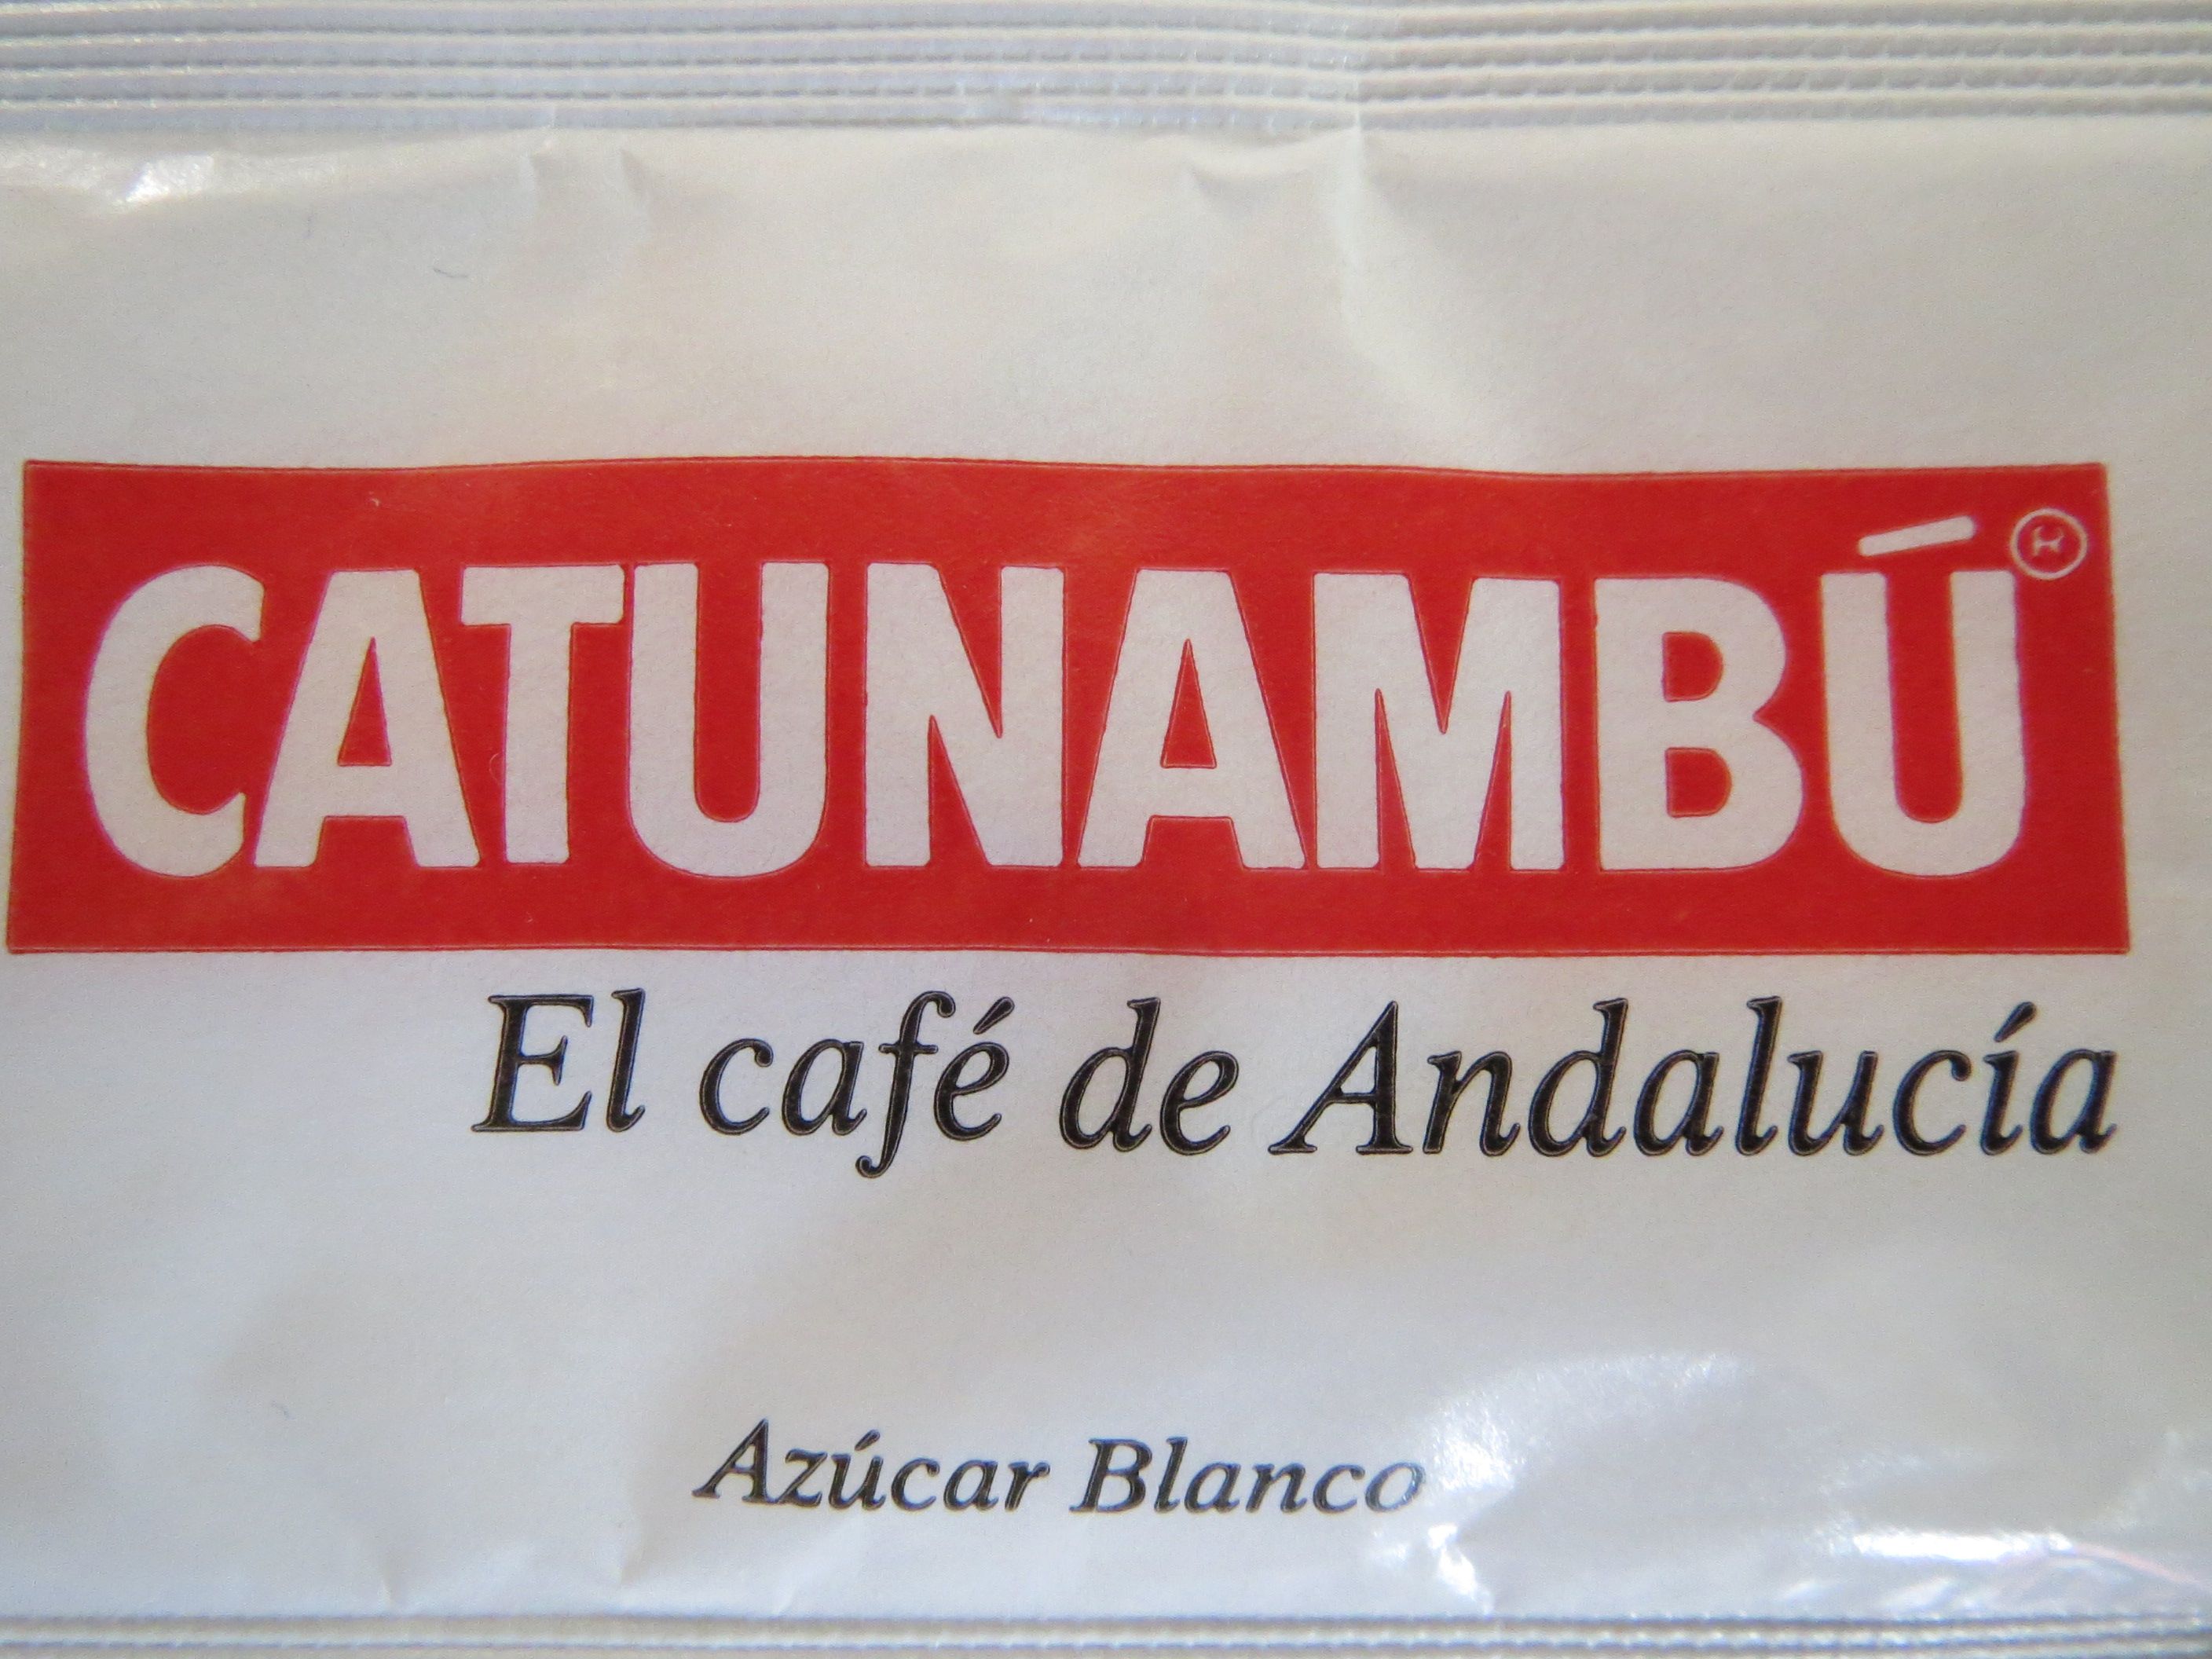 CATUNAMBÚ®
El café de Andalucía
Azúcar Blanco